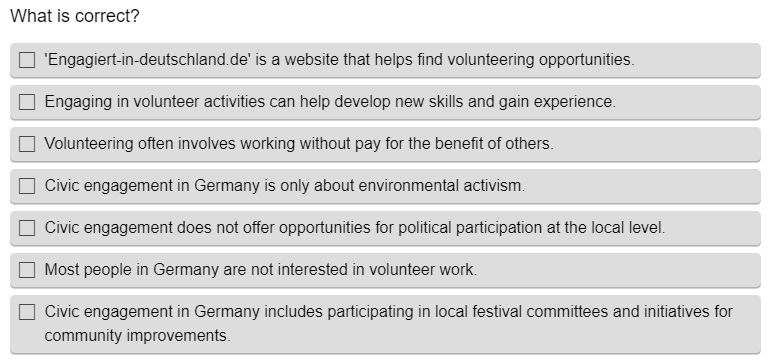 What is correct?
'Engagiert-in-deutschland.de' is a website that helps find volunteering opportunities.
Engaging in volunteer activities can help develop new skills and gain experience.
Volunteering often involves working without pay for the benefit of others.
Civic engagement in Germany is only about environmental activism.
Civic engagement does not offer opportunities for political participation at the local level.
Most people in Germany are not interested in volunteer work.
Civic engagement in Germany includes participating in local festival committees and initiatives for
community improvements.